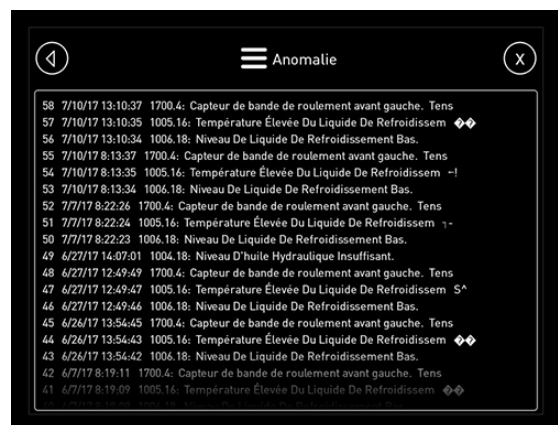 Anomalie
X
58 7/10/17 13:10:37 1700.4: Capteur de bande de roulement avant gauche. Tens
57 7/10/17 13:10:35 1005.16: Température Élevée Du Liquide De Refroidissem ��
56 7/10/17 13:10:34 1006.18: Niveau De Liquide De Refroidissement Bas.
55 7/10/17 8:13:37 1700.4: Capteur de bande de roulement avant gauche. Tens
54 7/10/17 8:13:35 1005.16: Température Élevée Du Liquide De Refroidissem ←!
53 7/10/17 8:13:34 1006.18: Niveau De Liquide De Refroidissement Bas.
52 7/7/17 8:22:26 1700.4: Capteur de bande de roulement avant gauche. Tens
51 7/7/17 8:22:24 1005.16: Température Élevée Du Liquide De Refroidissem ┐-
50 7/7/17 8:22:23 1006.18: Niveau De Liquide De Refroidissement Bas.
49 6/27/17 14:07:01 1004.18: Niveau D'huile Hydraulique Insuffisant.
48 6/27/17 12:49:49 1700.4: Capteur de bande de roulement avant gauche. Tens
47 6/27/17 12:49:47 1005.16: Température Élevée Du Liquide De Refroidissem S^
46 6/27/17 12:49:46 1006.18: Niveau De Liquide De Refroidissement Bas.
45 6/26/17 13:54:45 1700.4: Capteur de bande de roulement avant gauche. Tens
44 6/26/17 13:54:43 1005.16: Température Élevée Du Liquide De Refroidissem ��
43 6/26/17 13:54:42 1006.18: Niveau De Liquide De Refroidissement Bas.
42 6/7/17 8:19:11 1700.4: Capteur de bande de roulement avant gauche. Tens
41 6/7/17 8:19:09 1005.16: Température Élevée Du Liquide De Refroidissem ��